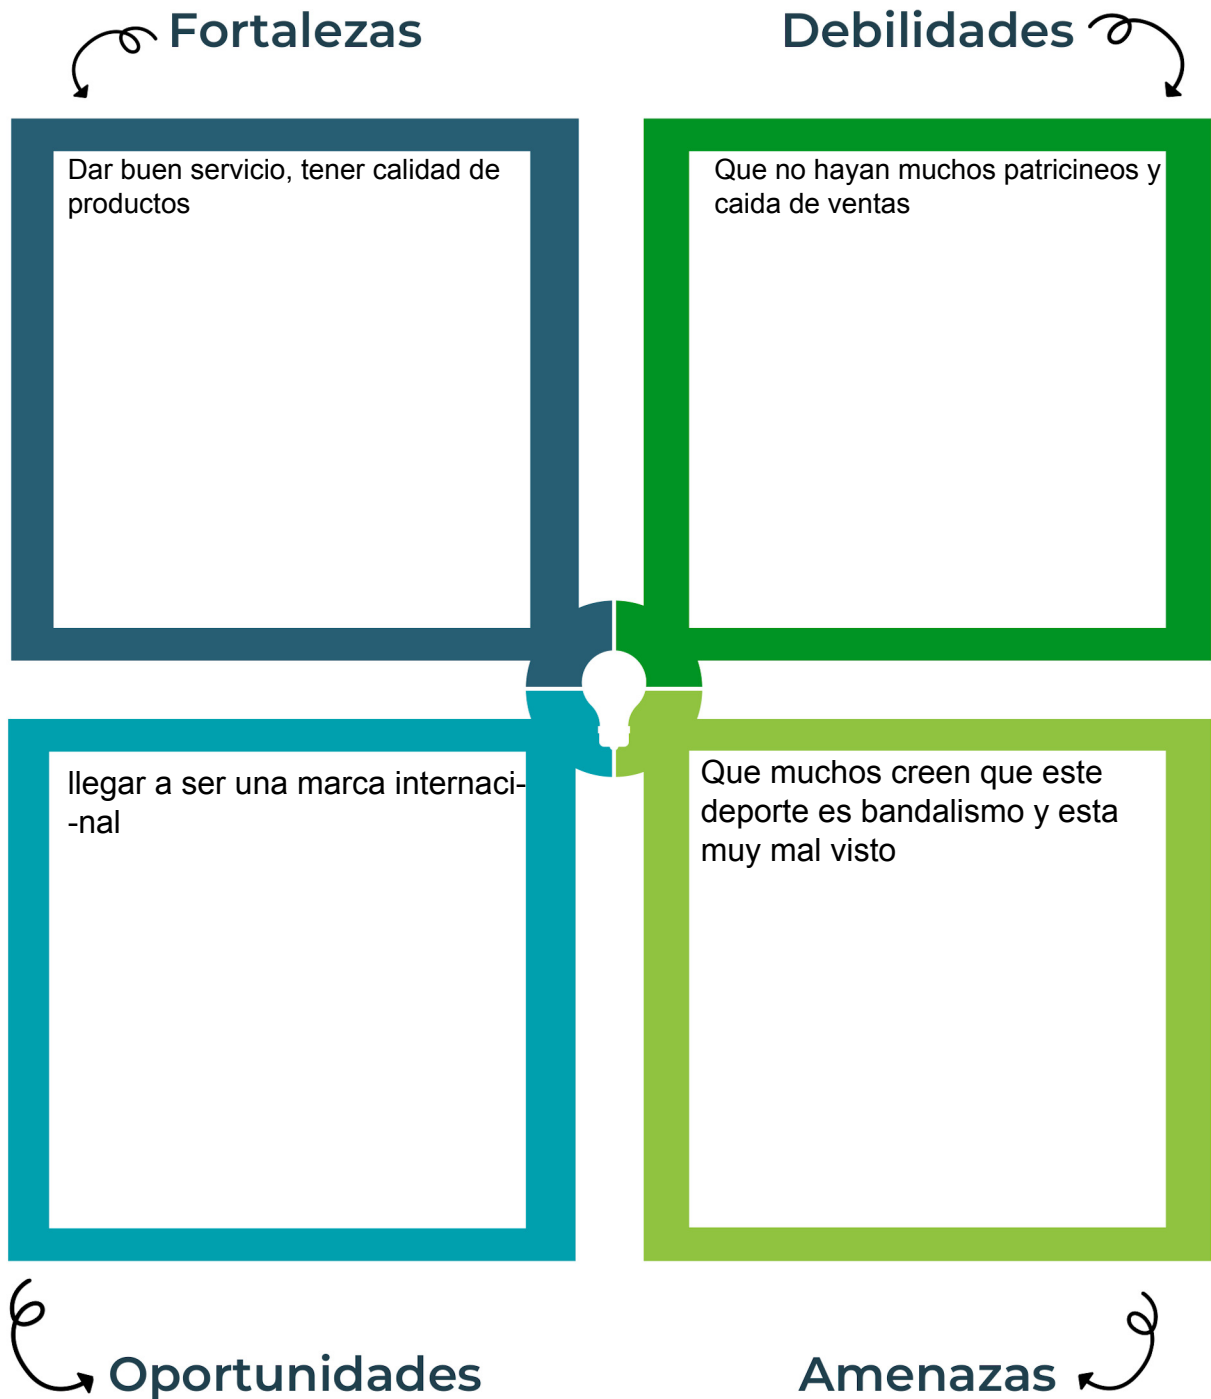 Fortalezas
Debilidades
Dar buen servicio, tener calidad de
productos
Que no hayan muchos patricineos y
caida de ventas
llegar a ser una marca internaci-
-nal
Que muchos creen que este
deporte es bandalismo y esta
muy mal visto
Oportunidades
Amenazas